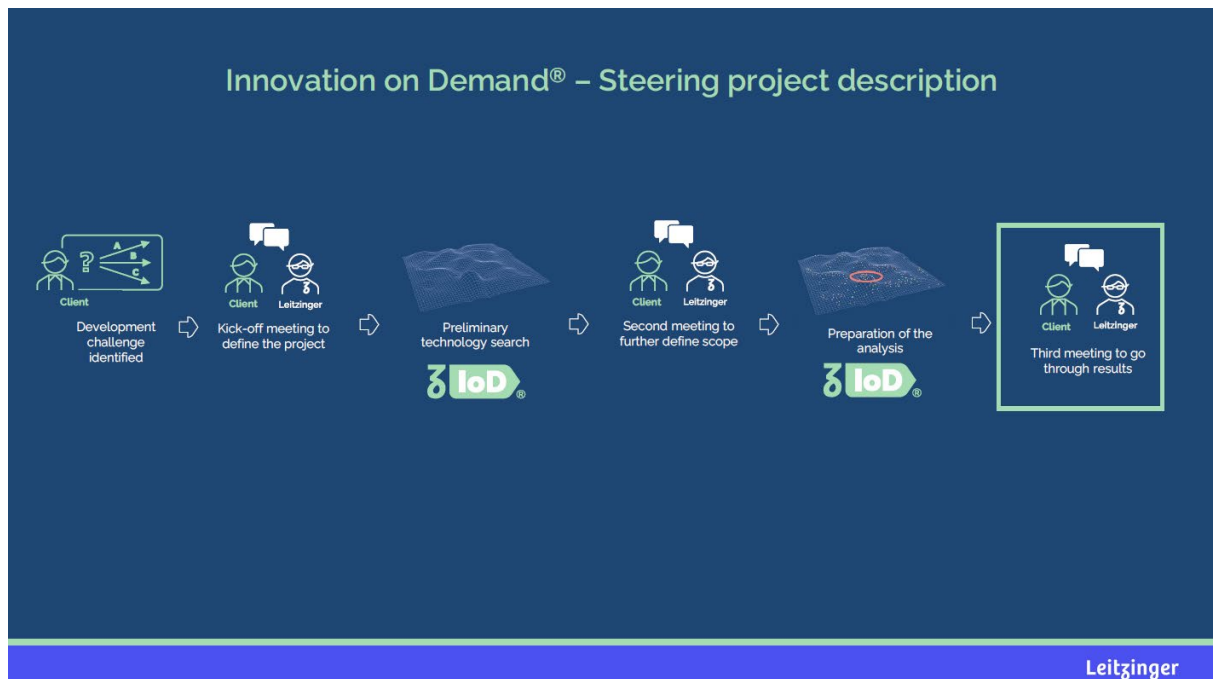 Innovation on Demand® – Steering project description
?
A
B
C
Client
Development
challenge
identified
Client
Leitzinger
Kick-off meeting to
define the project
Preliminary
technology search
IoD®
Client
Leitzinger
Second meeting to
further define scope
Preparation of the
analysis
IoD®
Client
Leitzinger
Third meeting to go
through results
Leitzinger